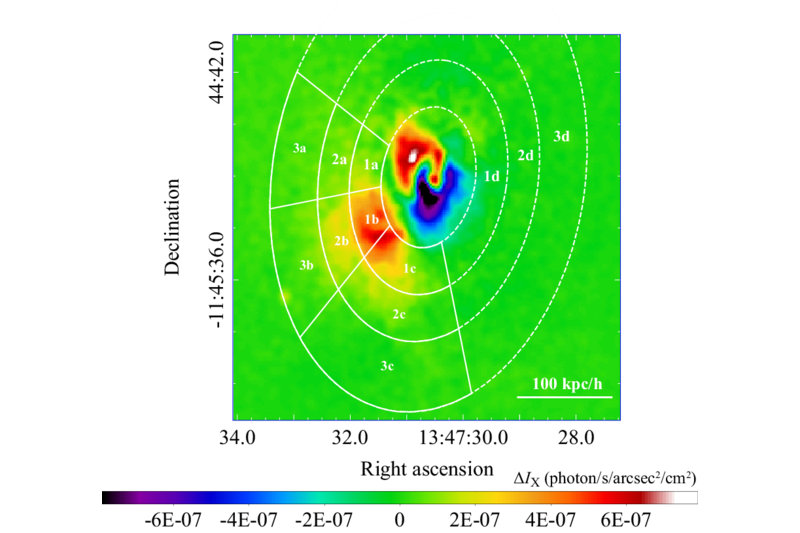 44:42.0
Declination
-11:45:36.0
3a
2a
1a
1b
2b
3b
1c
2c
3c
1d
2d
3d
100 kpc/h
34.0 32.0 13:47:30.0 28.0
Right ascension
ΔIX (photon/s/arcsec²/cm²)
-6E-07 -4E-07 -2E-07 0 2E-07 4E-07 6E-07